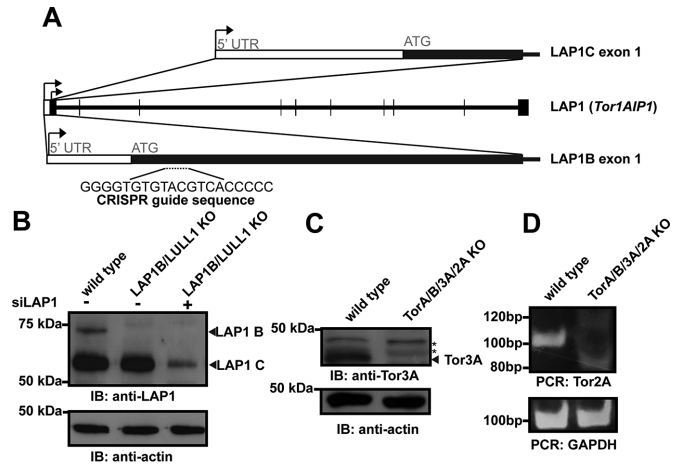 A
5' UTR
ATG
LAP1C exon 1
LAP1 (Tor1AIP1)
5' UTR
ATG
LAP1B exon 1
GGGGTGTGTACGTCACCCCC
CRISPR guide sequence
B
wild type
LAP1B/LULL1 KO
LAP1B/LULL1 KO
siLAP1 - - +
75 kDa
LAP1 B
LAP1 C
50 kDa
IB: anti-LAP1
50 kDa
IB: anti-actin
C
wild type
TorA/B/3A/2A KO
50 kDa
*
*
Tor3A
IB: anti-Tor3A
50 kDa
IB: anti-actin
D
wild type
TorA/B/3A/2A KO
120bp
100bp
80bp
PCR: Tor2A
100bp
PCR: GAPDH